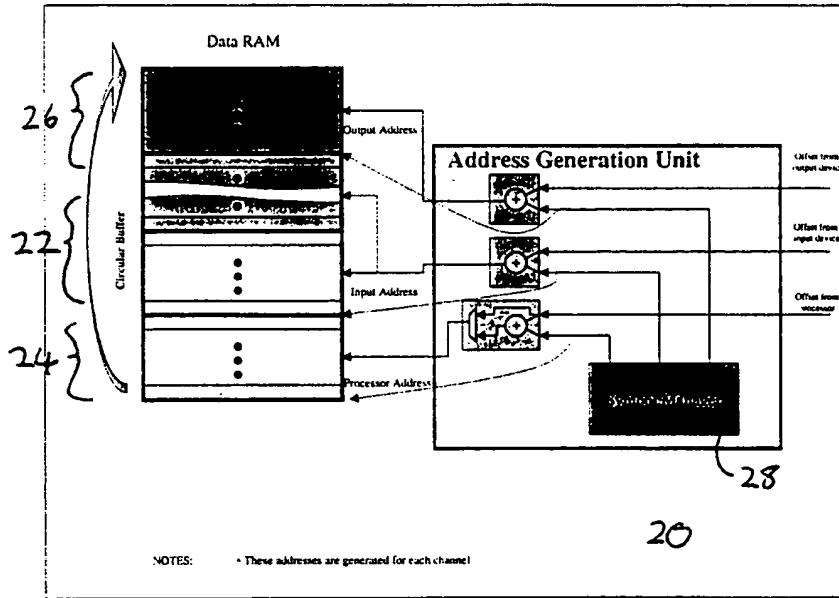 Data RAM
26
Output Address
Address Generation Unit
Offset from
output device
22
Circular Buffer
Offset from
input device
Input Address
Offset from
processor
24
Processor Address
28
20
NOTES: • These addresses are generated for each channel